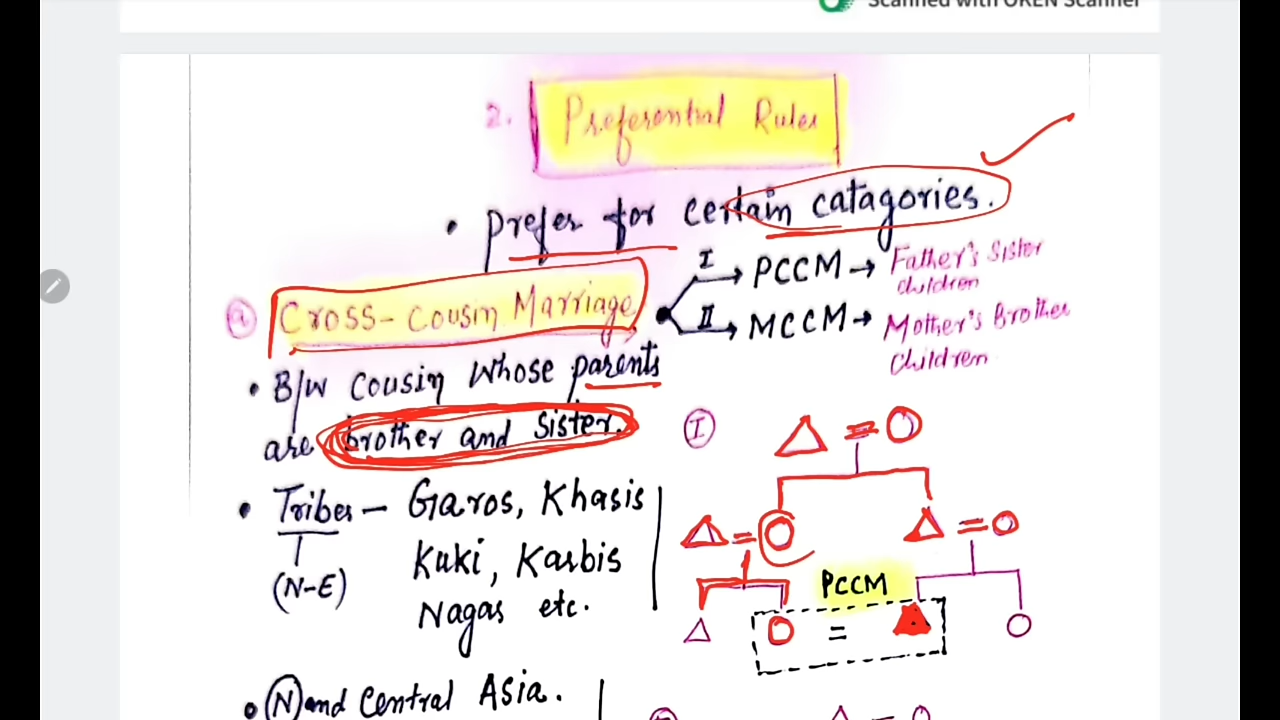 Scanned with OKEN Scanner
2. Preferential Rules
• prefer for certain catagories.
I → PCCM → Father's Sister children
ⓐ Cross-Cousin Marriage
II → MCCM → Mother's Brother children
• B/W cousin whose parents
are brother and sister.
I
• Tribes — Garos, Khasis
(N-E) Kuki, Karbis
Nagas etc.
=
= =
PCCM
=
• N and central Asia.
=